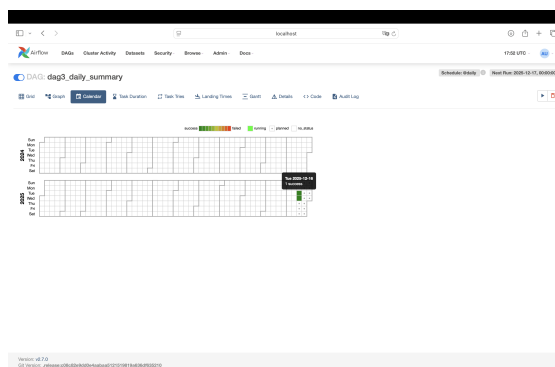 localhost
Airflow DAGs Cluster Activity Datasets Security Browse Admin Docs 17:52 UTC AU
DAG: dag3_daily_summary
Schedule: @daily Next Run: 2025-12-17, 00:00:00
Grid Graph Calendar Task Duration Task Tries Landing Times Gantt Details <> Code Audit Log
success failed running planned no_status
2024
Sun
Mon
Tue
Wed
Thu
Fri
Sat
2025
Sun
Mon
Tue
Wed
Thu
Fri
Sat
Tue 2025-12-16
1 success
Version: v2.7.0
Git Version: